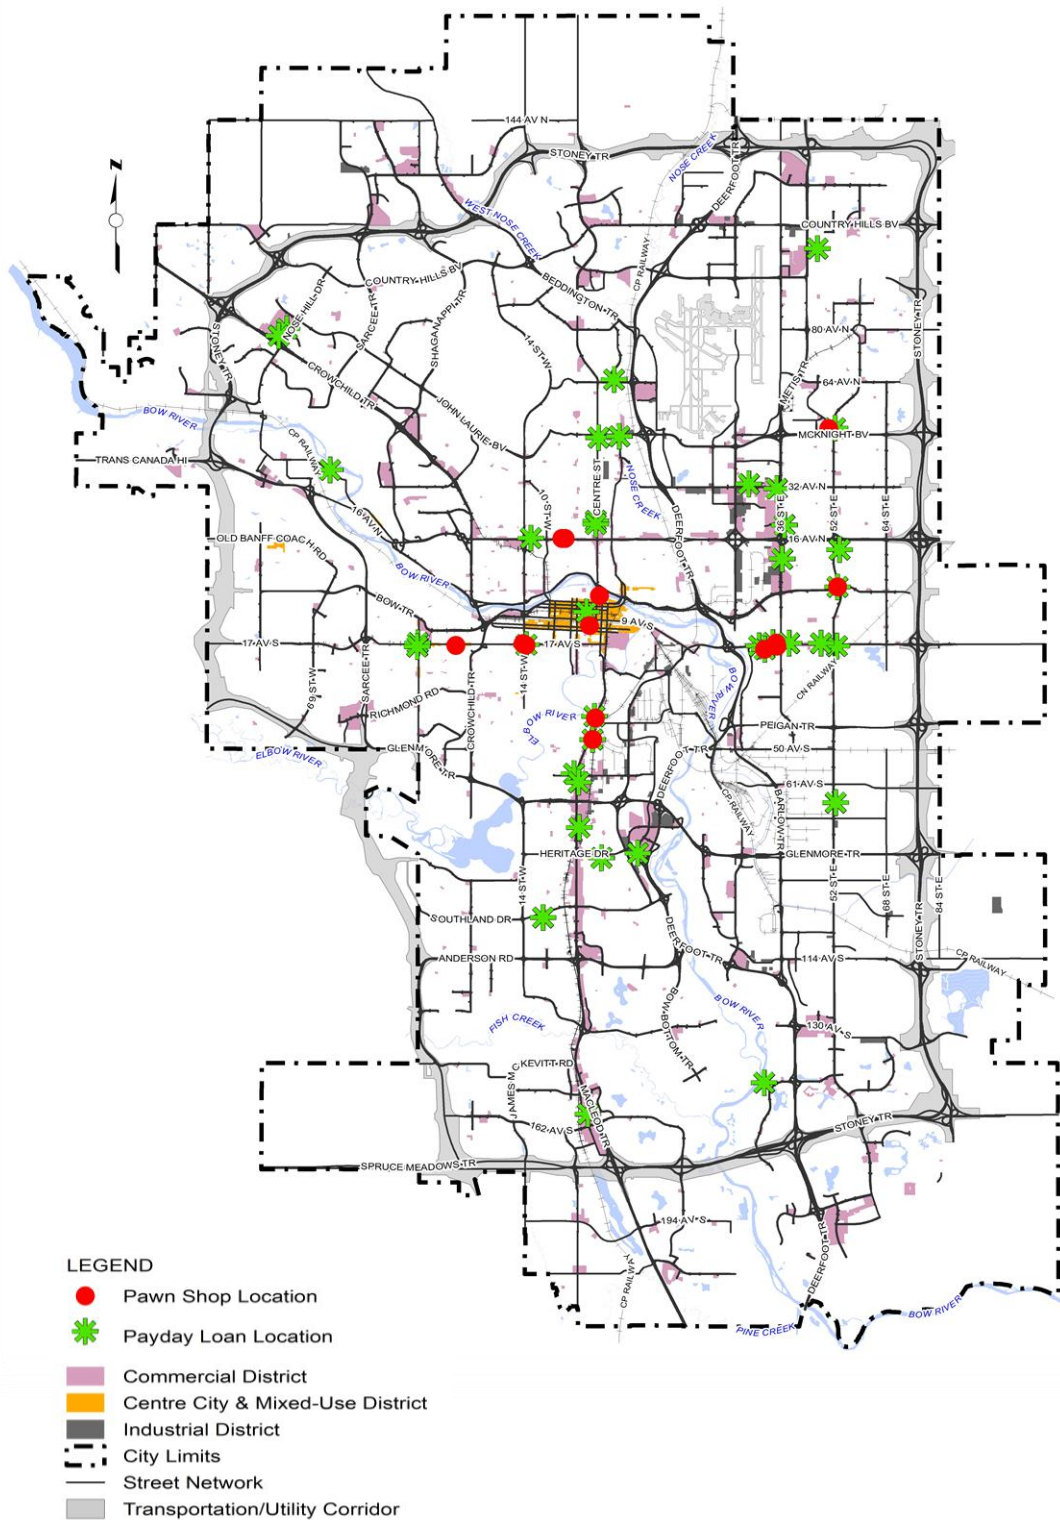 144 AV N
STONEY TR
NOSE CREEK
DEERFOOT TR
N
WEST NOSE CREEK
COUNTRY HILLS BV
CP RAILWAY
COUNTRY HILLS BV
BEDDINGTON TR
NOSE HILL DR
SARCEE TR
SHAGANAPPI TR
STONEY TR
14 ST W
80 AV N
STONEY TR
CROWCHILD TR
METIS TR
64 AV N
JOHN LAURIE BV
BOW RIVER
MCKNIGHT BV
CP RAILWAY
TRANS CANADA HI
CENTRE ST
NOSE CREEK
32 AV N
10 ST W
36 ST E
52 ST E
64 ST E
16 AV N
DEERFOOT TR
OLD BANFF COACH RD
16 AV N
BOW RIVER
BOW TR
9 AV S
17 AV S
17 AV S
69 ST W
SARCEE TR
14 ST W
CN RAILWAY
BOW RIVER
RICHMOND RD
CROWCHILD TR
ELBOW RIVER
PEIGAN TR
ELBOW RIVER
GLENMORE TR
DEERFOOT TR
50 AV S
61 AV S
CP RAILWAY
BARLOW TR
HERITAGE DR
GLENMORE TR
14 ST W
52 ST E
68 ST E
84 ST E
SOUTHLAND DR
STONEY TR
DEERFOOT TR
ANDERSON RD
114 AV S
CP RAILWAY
BOW BOTTOM TR
BOW RIVER
FISH CREEK
130 AV S
JAMES MCKEVITT RD
MACLEOD TR
162 AV S
STONEY TR
SPRUCE MEADOWS TR
194 AV S
DEERFOOT TR
CP RAILWAY
BOW RIVER
PINE CREEK
LEGEND
Pawn Shop Location
Payday Loan Location
Commercial District
Centre City & Mixed-Use District
Industrial District
City Limits
Street Network
Transportation/Utility Corridor